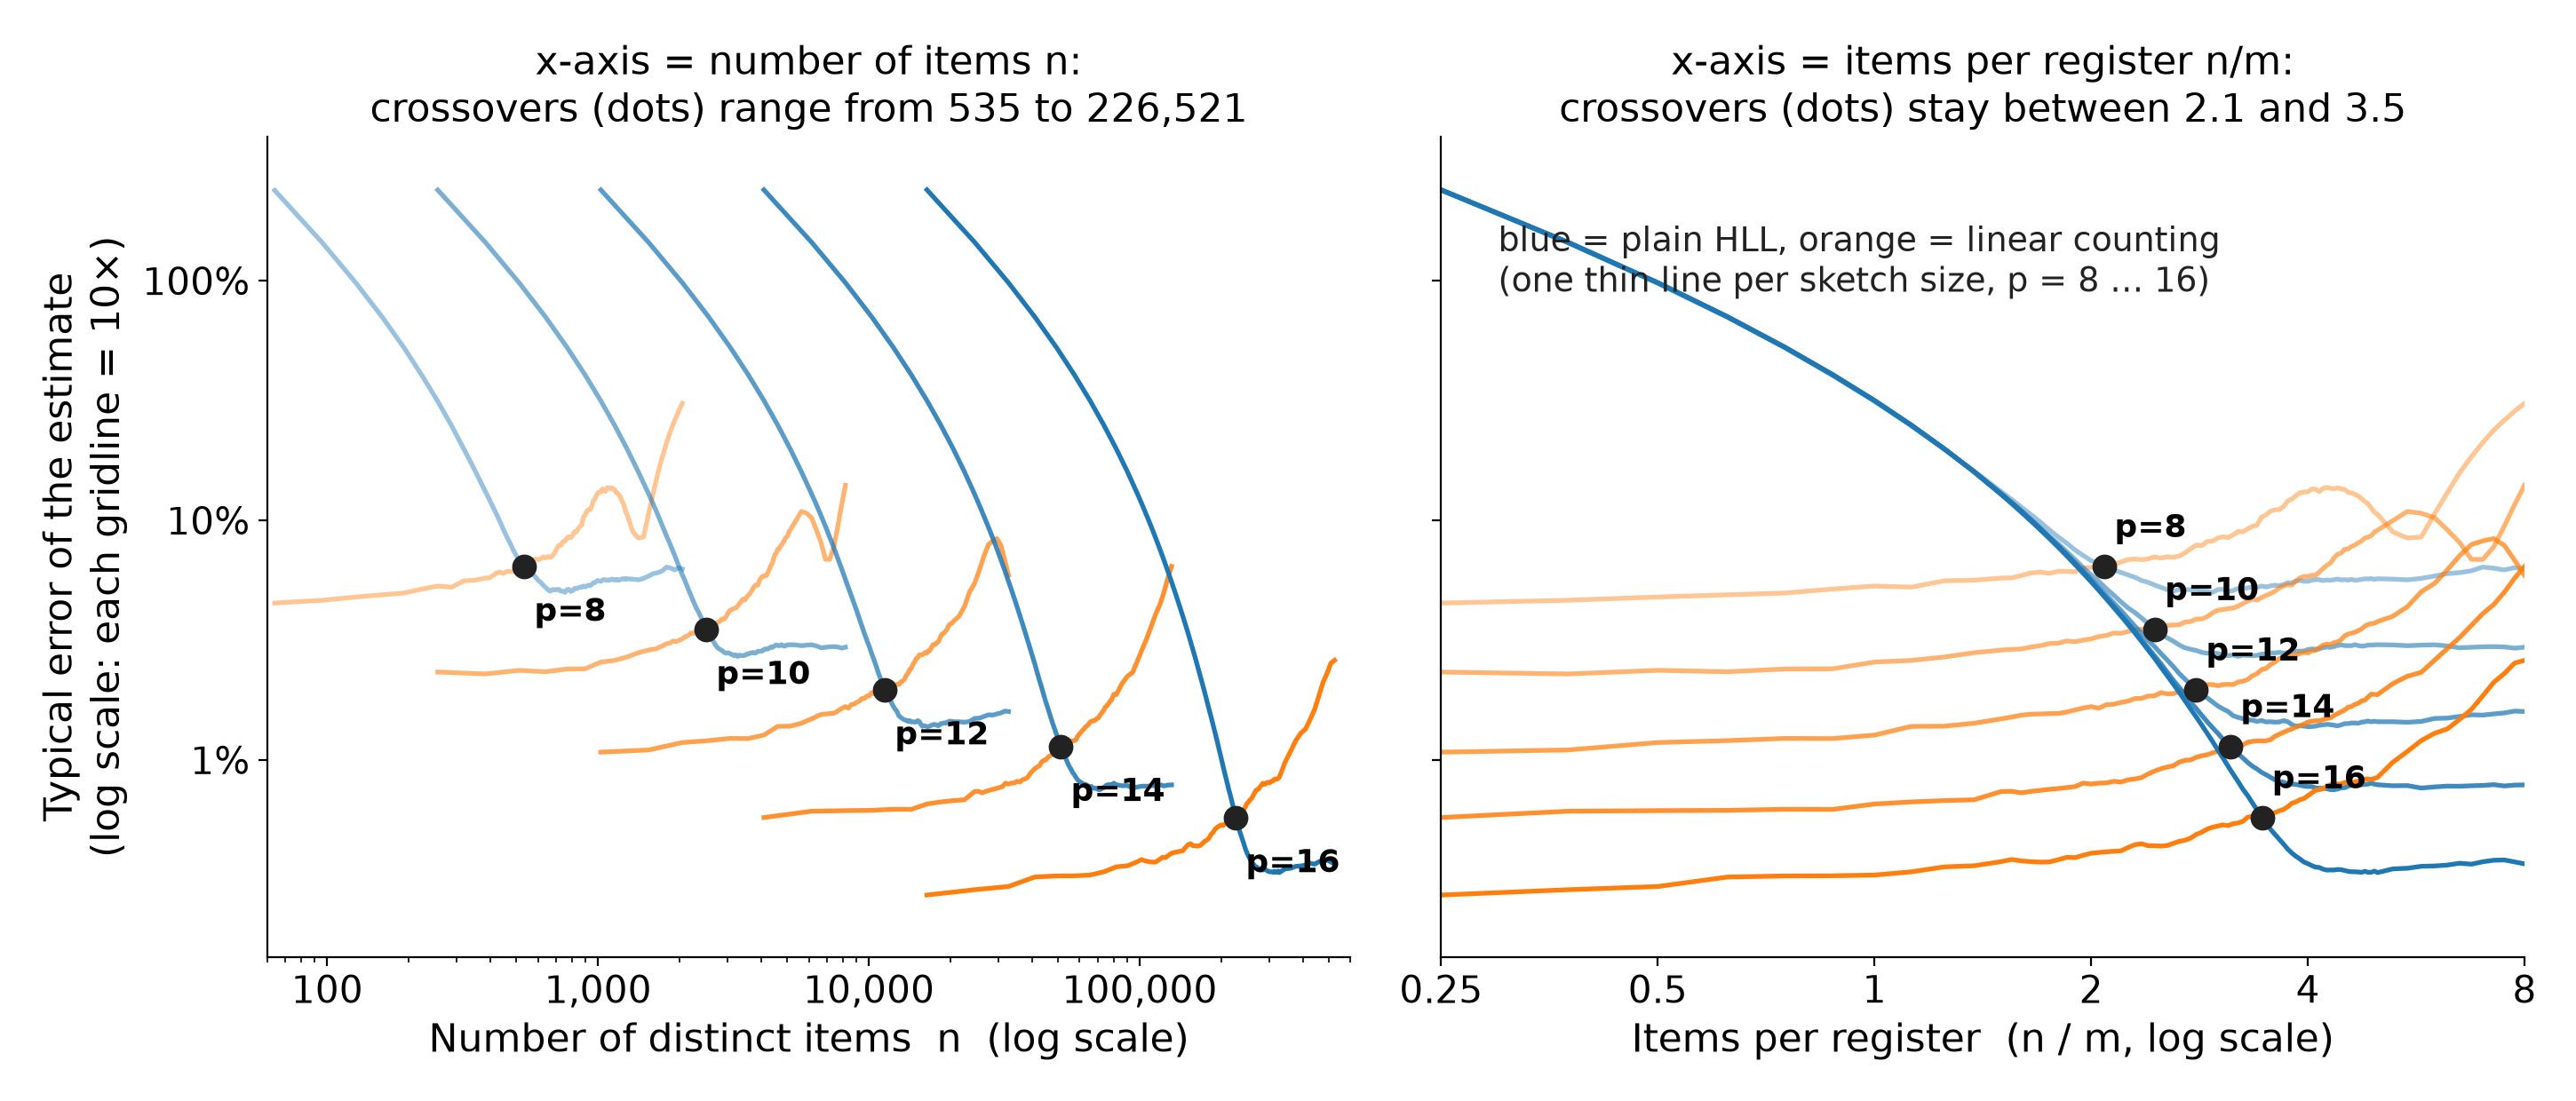 x-axis = number of items n:
crossovers (dots) range from 535 to 226,521
Typical error of the estimate
(log scale: each gridline = 10×)
100%
10%
1%
p=8
p=10
p=12
p=14
p=16
100
1,000
10,000
100,000
Number of distinct items n (log scale)
x-axis = items per register n/m:
crossovers (dots) stay between 2.1 and 3.5
blue = plain HLL, orange = linear counting
(one thin line per sketch size, p = 8 ... 16)
p=8
p=10
p=12
p=14
p=16
0.25
0.5
1
2
4
8
Items per register (n / m, log scale)